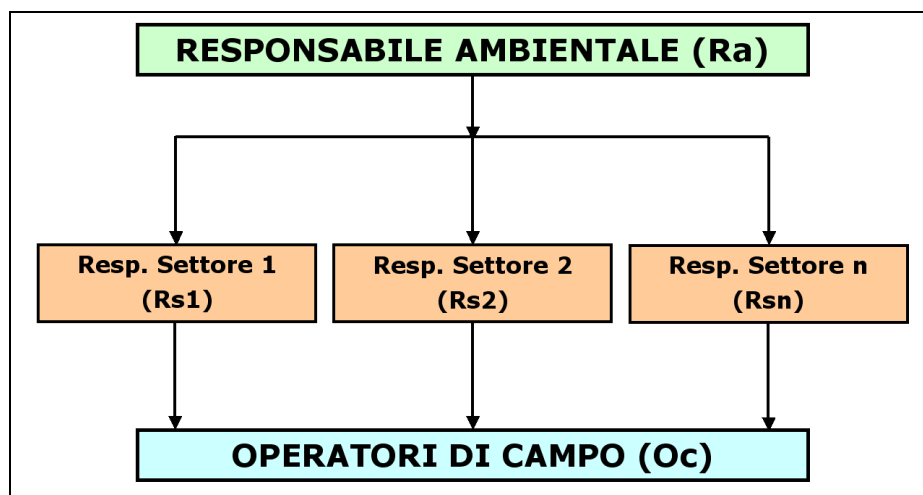 RESPONSABILE AMBIENTALE (Ra)
Resp. Settore 1
(Rs1)
Resp. Settore 2
(Rs2)
Resp. Settore n
(Rsn)
OPERATORI DI CAMPO (Oc)